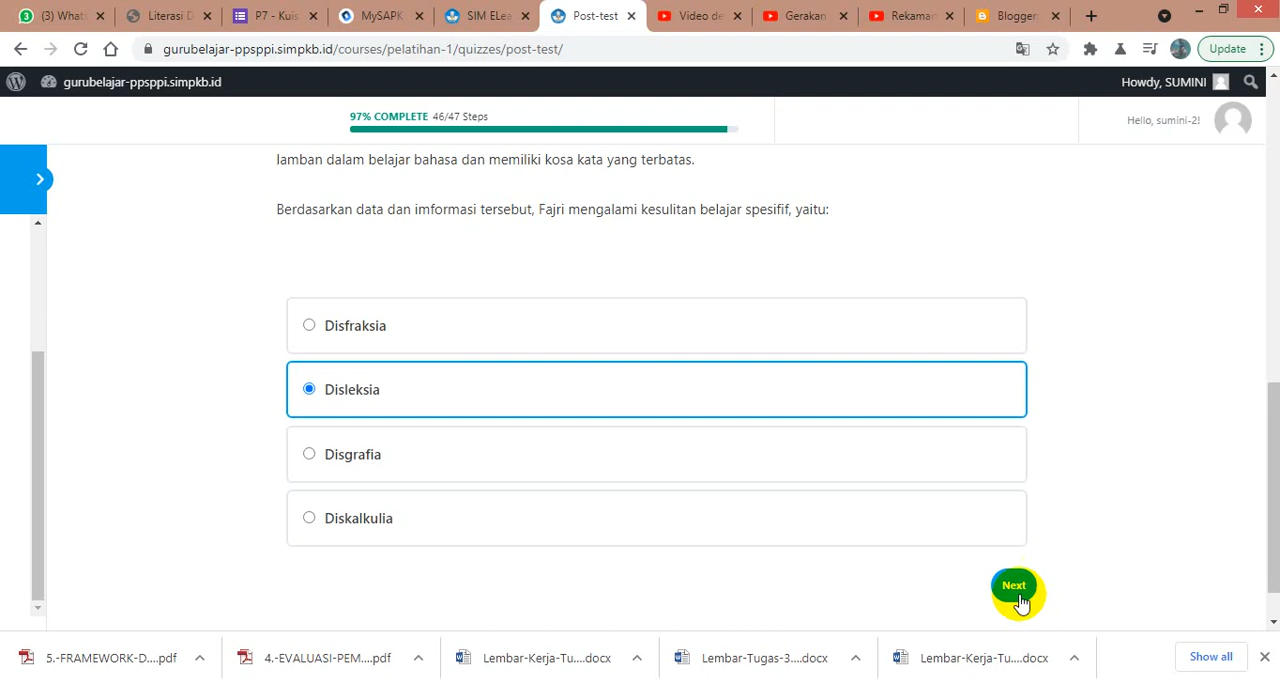 (3) Whats
Literasi D
P7 - Kuis
MySAPK
SIM ELea
Post-test
Video de
Gerakan
Rekaman
Blogger:
gurubelajar-ppsppi.simpkb.id/courses/pelatihan-1/quizzes/post-test/
Update
gurubelajar-ppsppi.simpkb.id
Howdy, SUMINI
97% COMPLETE 46/47 Steps
Hello, sumini-2!
lamban dalam belajar bahasa dan memiliki kosa kata yang terbatas.
Berdasarkan data dan imformasi tersebut, Fajri mengalami kesulitan belajar spesifif, yaitu:
Disfraksia
Disleksia
Disgrafia
Diskalkulia
Next
5.-FRAMEWORK-D....pdf
4.-EVALUASI-PEM....pdf
Lembar-Kerja-Tu....docx
Lembar-Tugas-3....docx
Lembar-Kerja-Tu....docx
Show all